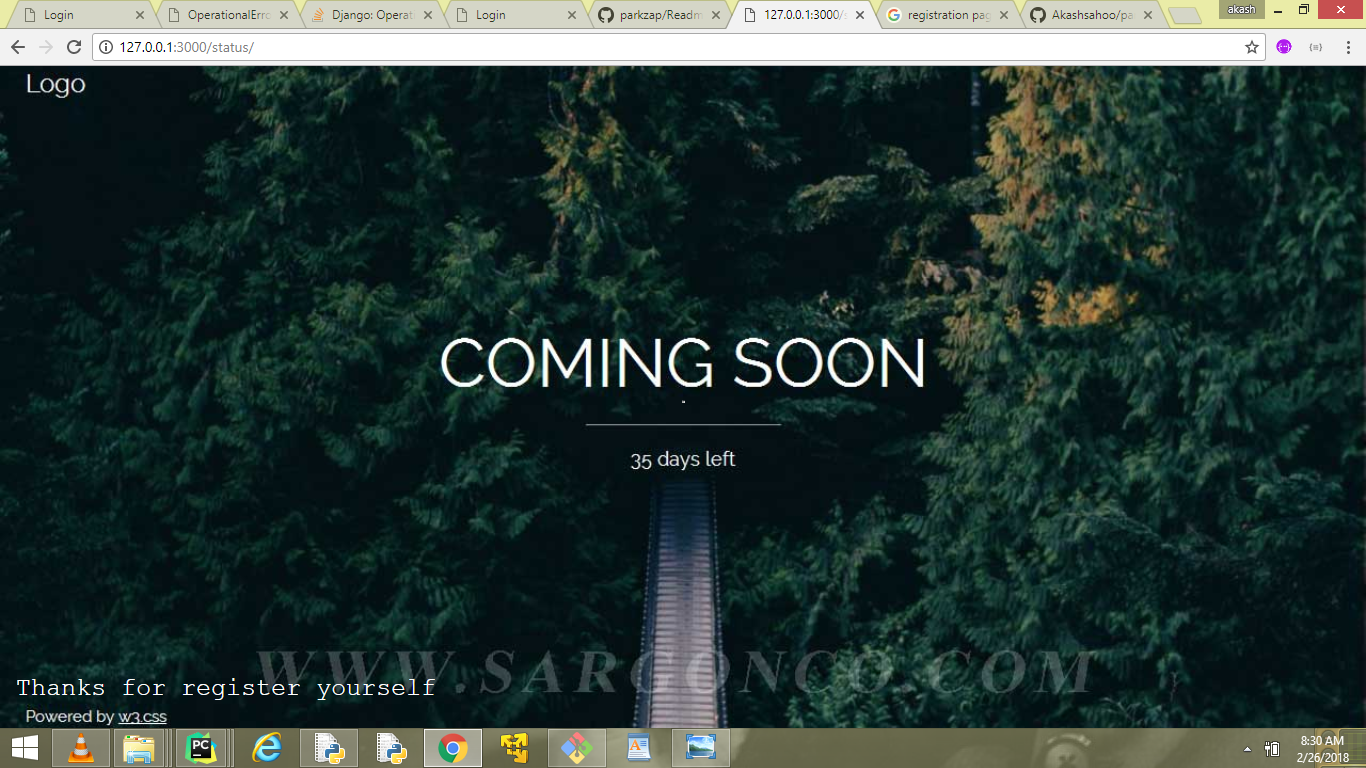 Login
OperationalErro
Django: Operati
Login
parkzap/Readm
127.0.0.1:3000/s
registration pag
Akashsahoo/pa
akash
127.0.0.1:3000/status/
Logo
COMING SOON
35 days left
WWW.SARGONCO.COM
Thanks for register yourself
Powered by w3.css
PC
8:30 AM
2/26/2018